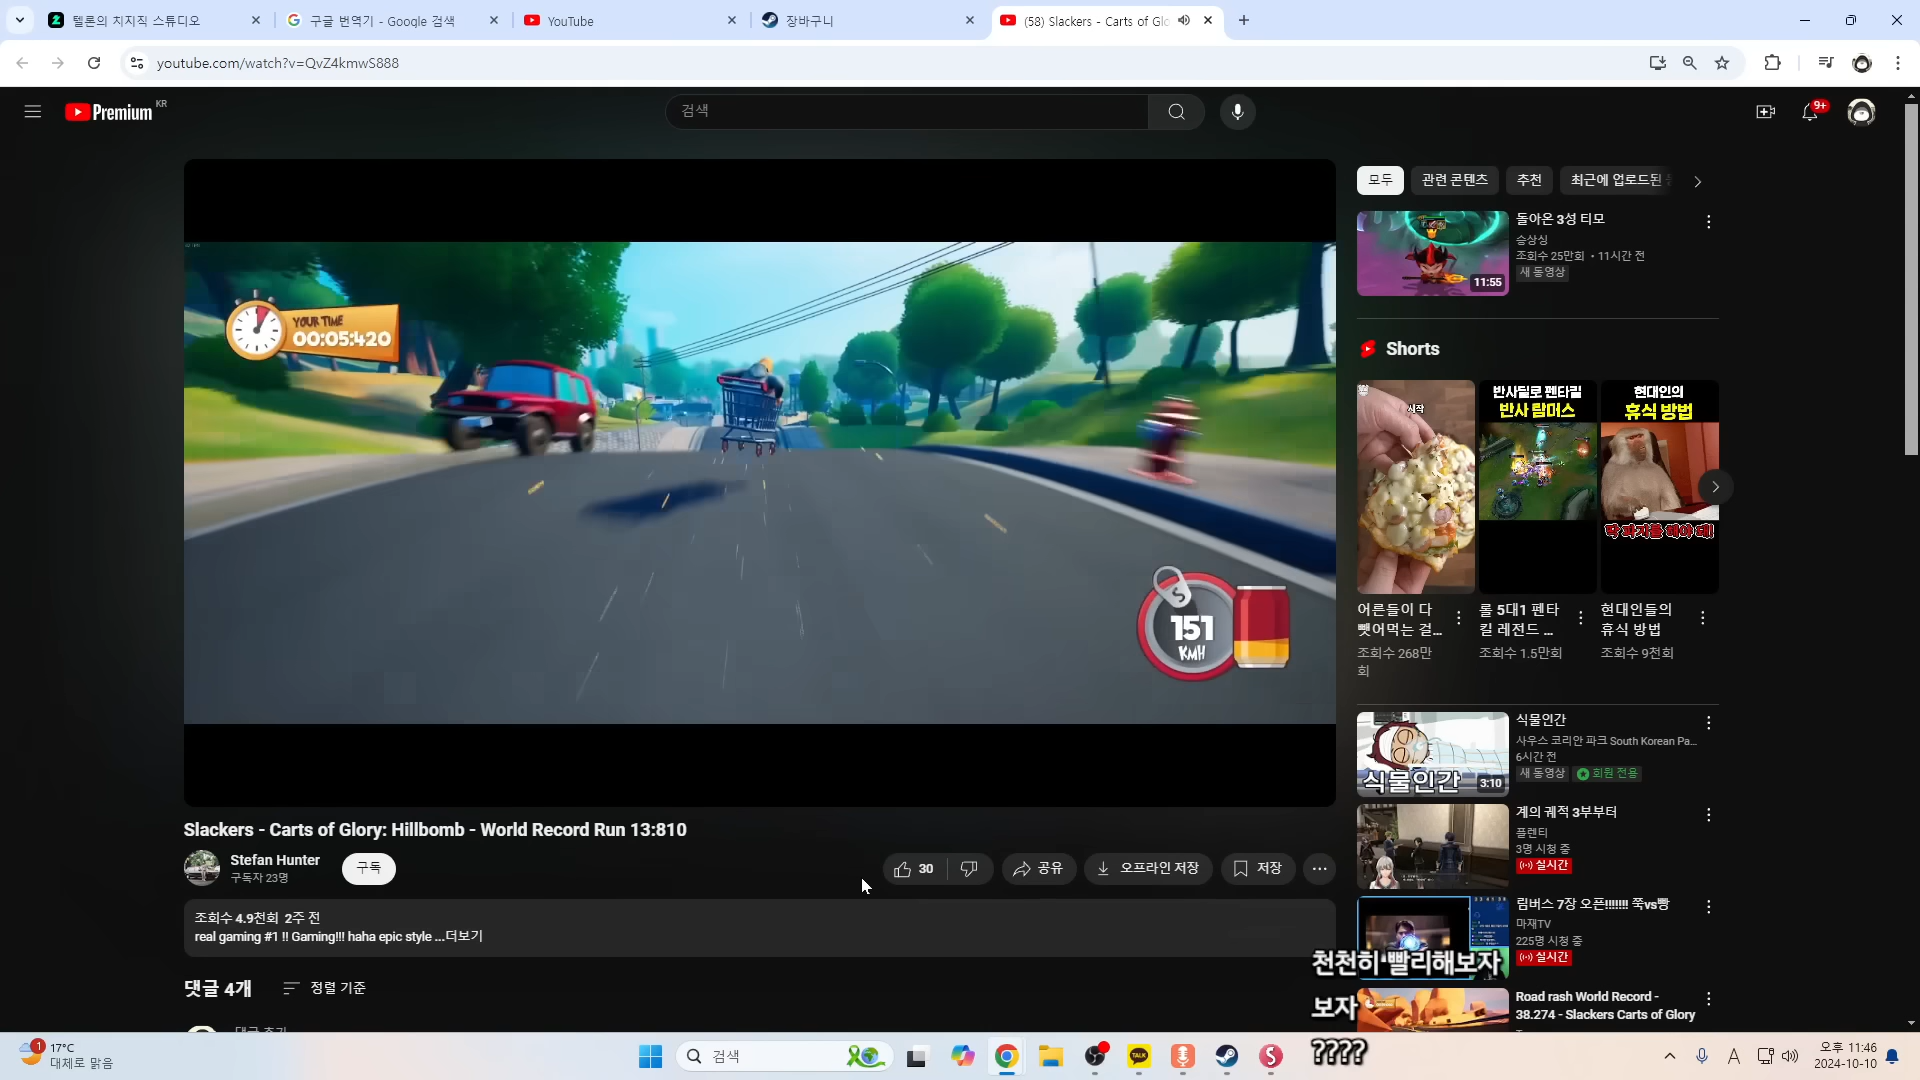 텔론의 치지직 스튜디오
구글 번역기 - Google 검색
YouTube
장바구니
(58) Slackers - Carts of Glo
youtube.com/watch?v=QvZ4kmwS888
Premium KR
검색
9+
YOUR TIME
00:05:420
151
KMH
Slackers - Carts of Glory: Hillbomb - World Record Run 13:810
Stefan Hunter
구독자 23명
구독
30
공유
오프라인 저장
저장
조회수 4.9천회 2주 전
real gaming #1 !! Gaming!!! haha epic style ...더보기
댓글 4개
정렬 기준
모두
관련 콘텐츠
추천
최근에 업로드된
돌아온 3성 티모
승상싱
조회수 25만회 • 11시간 전
새 동영상
11:55
Shorts
시작
반사딜로 펜타킬
반사 람머스
현대인의
휴식 방법
딱 과자를 해야 돼!
어른들이 다
뺏어먹는 걸...
조회수 268만
회
롤 5대1 펜타
킬 레전드 ...
조회수 1.5만회
현대인들의
휴식 방법
조회수 9천회
식물인간
3:10
식물인간
사우스 코리안 파크 South Korean Pa...
6시간 전
새 동영상
회원 전용
계의 궤적 3부부터
플렌티
3명 시청 중
실시간
림버스 7장 오픈!!!!!!! 쭉vs빵
마재TV
225명 시청 중
실시간
Road rash World Record -
38.274 - Slackers Carts of Glory
천천히 빨리해보자
보자
????
1
17°C
대체로 맑음
검색
TALK
A
오후 11:46
2024-10-10